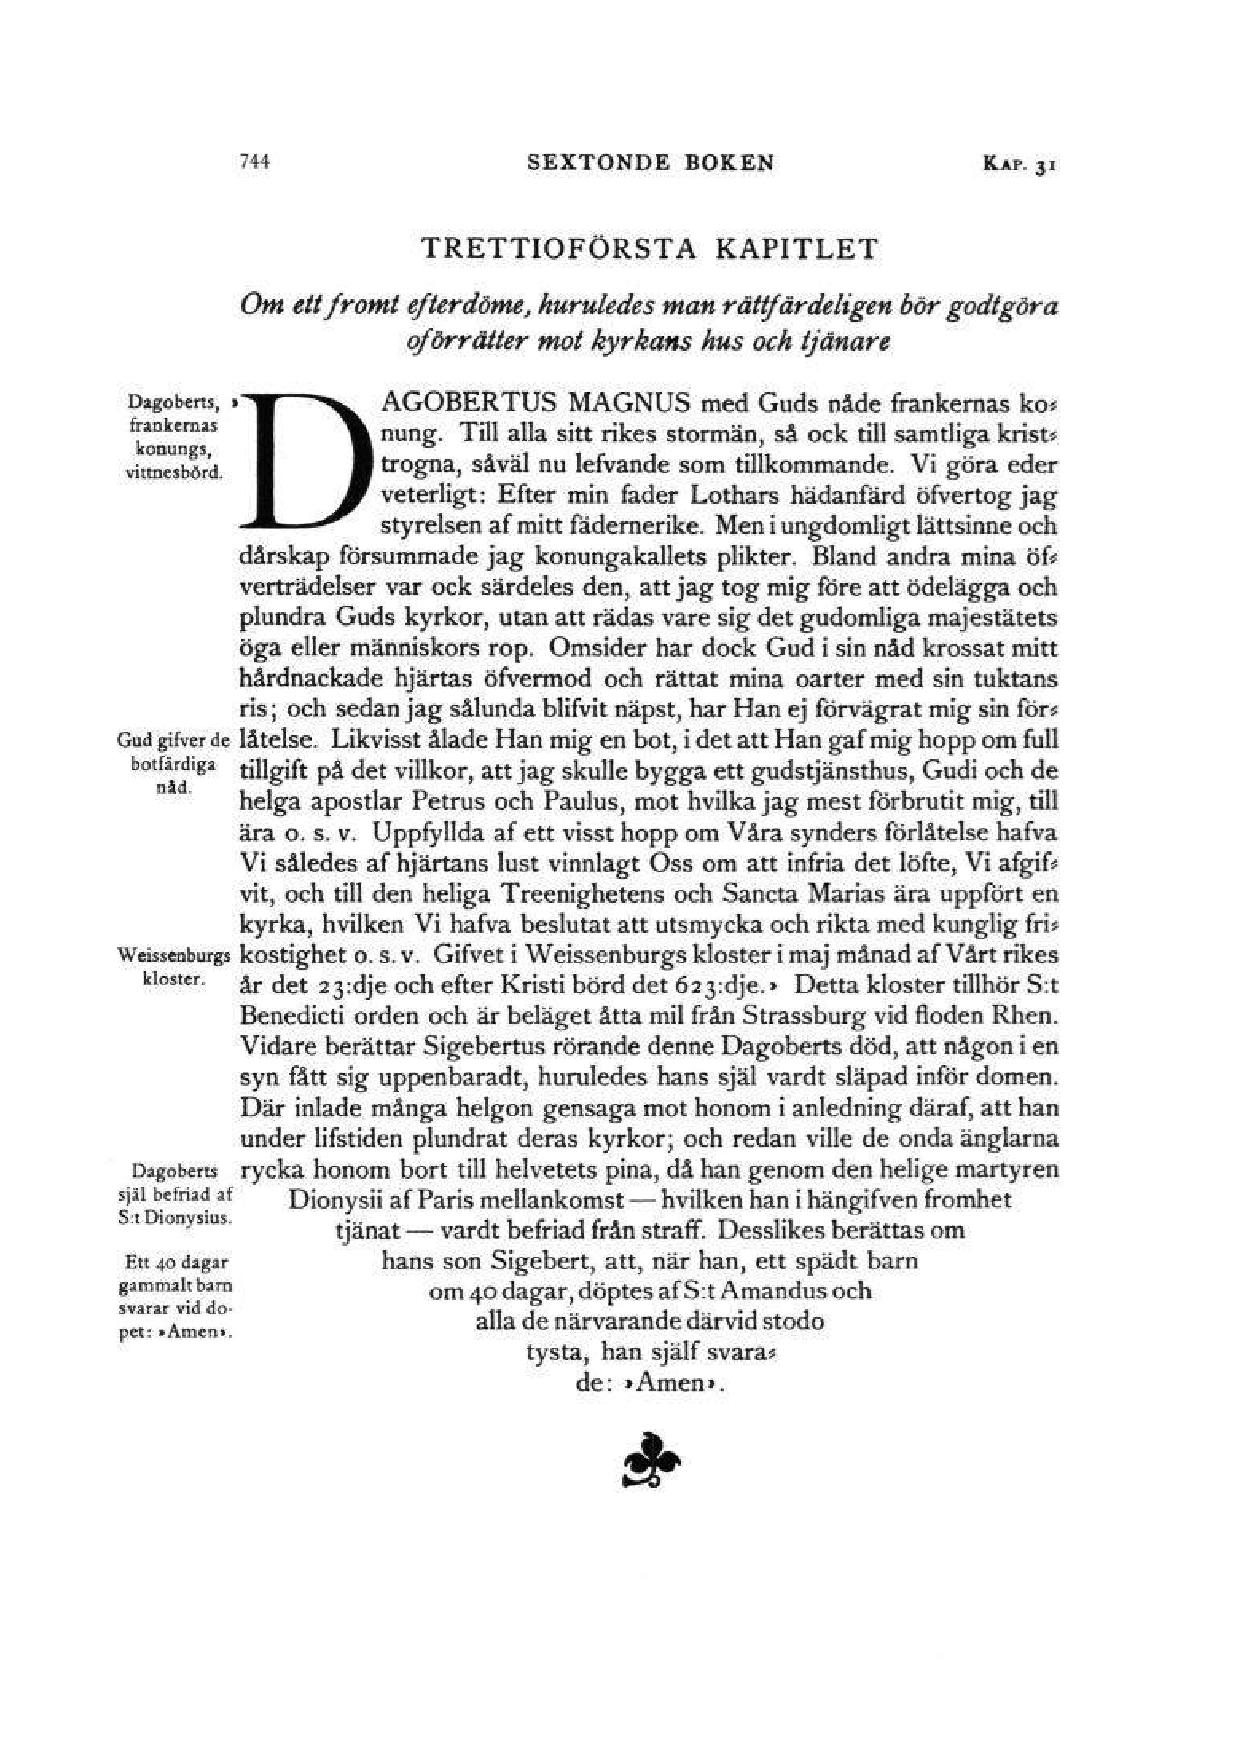 744 SEXTONDE BOKEN KAP. 31
TRETTIOFÖRSTA KAPITLET
Om ett fromt efterdöme, huruledes man rättfärdeligen bör godtgöra
oförrätter mot kyrkans hus och tjänare
Dagoberts,
frankernas
konungs,
vittnesbörd.
»DAGOBERTUS MAGNUS med Guds nåde frankernas ko⸗
nung. Till alla sitt rikes stormän, så ock till samtliga krist⸗
trogna, såväl nu lefvande som tillkommande. Vi göra eder
veterligt: Efter min fader Lothars hädanfärd öfvertog jag
styrelsen af mitt fädernerike. Men i ungdomligt lättsinne och
dårskap försummade jag konungakallets plikter. Bland andra mina öf⸗
verträdelser var ock särdeles den, att jag tog mig före att ödelägga och
plundra Guds kyrkor, utan att rädas vare sig det gudomliga majestätets
öga eller människors rop. Omsider har dock Gud i sin nåd krossat mitt
hårdnackade hjärtas öfvermod och rättat mina oarter med sin tuktans
ris; och sedan jag sålunda blifvit näpst, har Han ej förvägrat mig sin för⸗
Gud gifver de
botfärdiga
nåd.
låtelse. Likvisst ålade Han mig en bot, i det att Han gaf mig hopp om full
tillgift på det villkor, att jag skulle bygga ett gudstjänsthus, Gudi och de
helga apostlar Petrus och Paulus, mot hvilka jag mest förbrutit mig, till
ära o. s. v. Uppfyllda af ett visst hopp om Våra synders förlåtelse hafva
Vi således af hjärtans lust vinnlagt Oss om att infria det löfte, Vi afgif⸗
vit, och till den heliga Treenighetens och Sancta Marias ära uppfört en
kyrka, hvilken Vi hafva beslutat att utsmycka och rikta med kunglig fri⸗
Weissenburgs
kloster.
kostighet o. s. v. Gifvet i Weissenburgs kloster i maj månad af Vårt rikes
år det 23:dje och efter Kristi börd det 623:dje.» Detta kloster tillhör S:t
Benedicti orden och är beläget åtta mil från Strassburg vid floden Rhen.
Vidare berättar Sigebertus rörande denne Dagoberts död, att någon i en
syn fått sig uppenbaradt, huruledes hans själ vardt släpad inför domen.
Där inlade många helgon gensaga mot honom i anledning däraf, att han
under lifstiden plundrat deras kyrkor; och redan ville de onda änglarna
Dagoberts
själ befriad af
S:t Dionysius.
rycka honom bort till helvetets pina, då han genom den helige martyren
Dionysii af Paris mellankomst — hvilken han i hängifven fromhet
tjänat — vardt befriad från straff. Desslikes berättas om
Ett 40 dagar
gammalt barn
svarar vid do-
pet: »Amen».
hans son Sigebert, att, när han, ett spädt barn
om 40 dagar, döptes af S:t Amandus och
alla de närvarande därvid stodo
tysta, han själf svara⸗
de: »Amen».